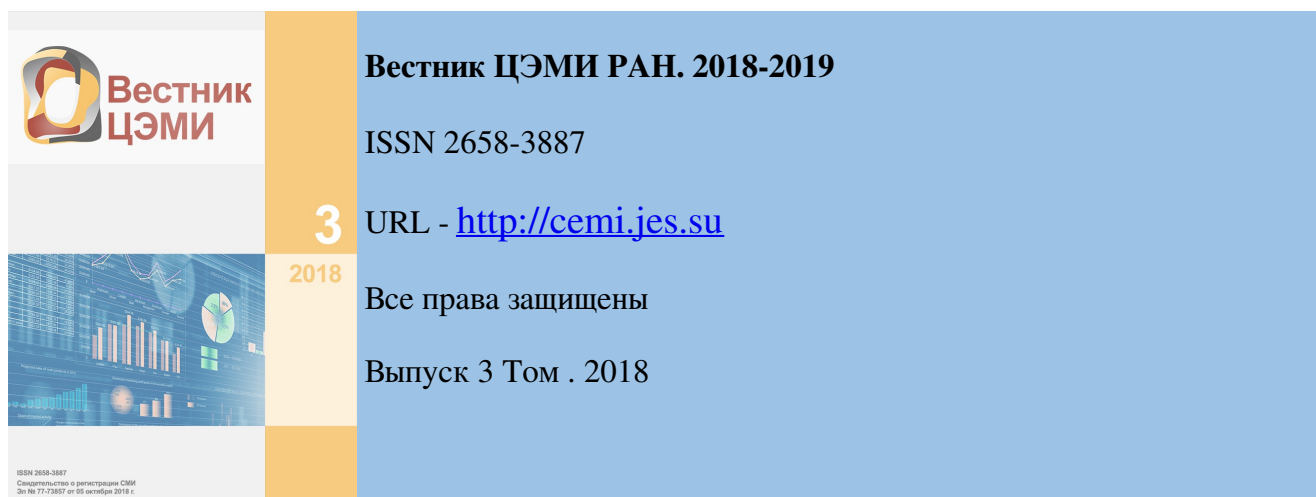 Вестник
ЦЭМИ
3
2018
ISSN 2658-3887
Свидетельство о регистрации СМИ
Эл № 77-73857 от 05 октября 2018 г.
Вестник ЦЭМИ РАН. 2018-2019
ISSN 2658-3887
URL - http://cemi.jes.su
Все права защищены
Выпуск 3 Том . 2018